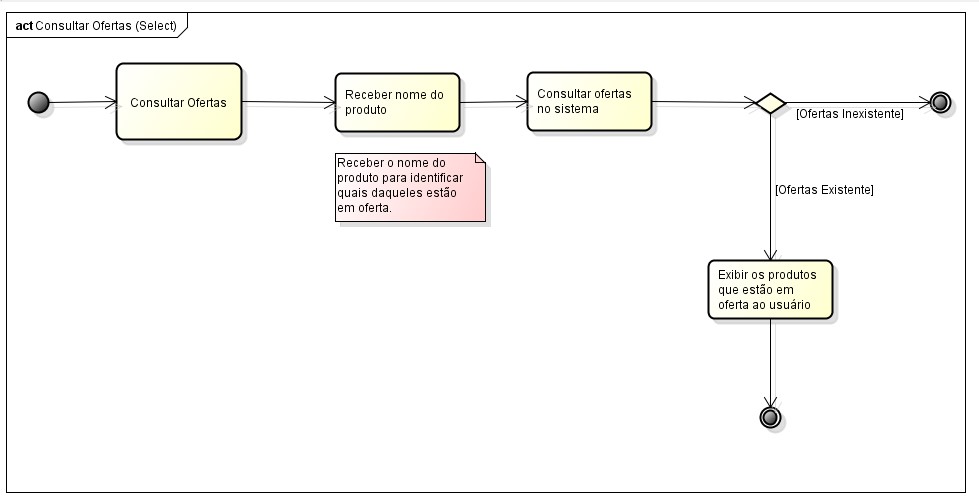 act Consultar Ofertas (Select)
Consultar Ofertas
Receber nome do
produto
Consultar ofertas
no sistema
[Ofertas Inexistente]
Receber o nome do
produto para identificar
quais daqueles estão
em oferta.
[Ofertas Existente]
Exibir os produtos
que estão em
oferta ao usuário